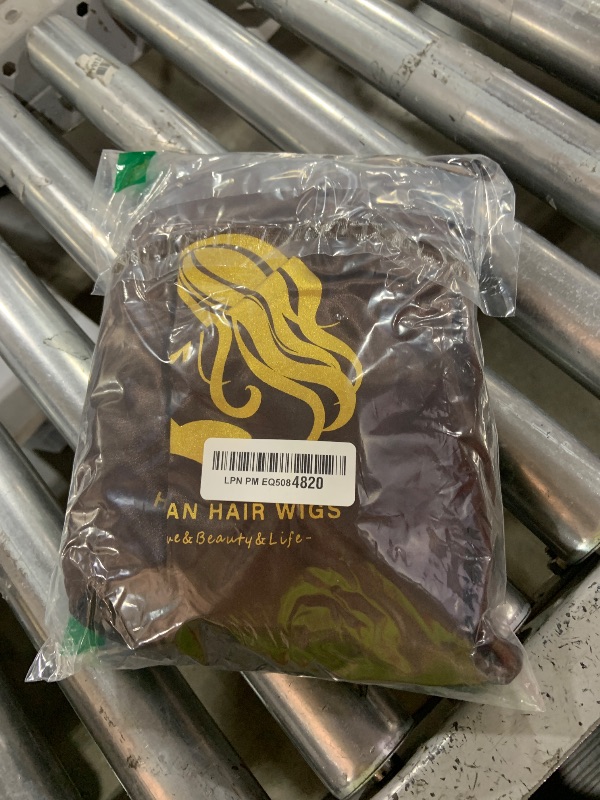 LPN PM EQ5084820
AN HAIR WIGS
ve&Beauty&Life-